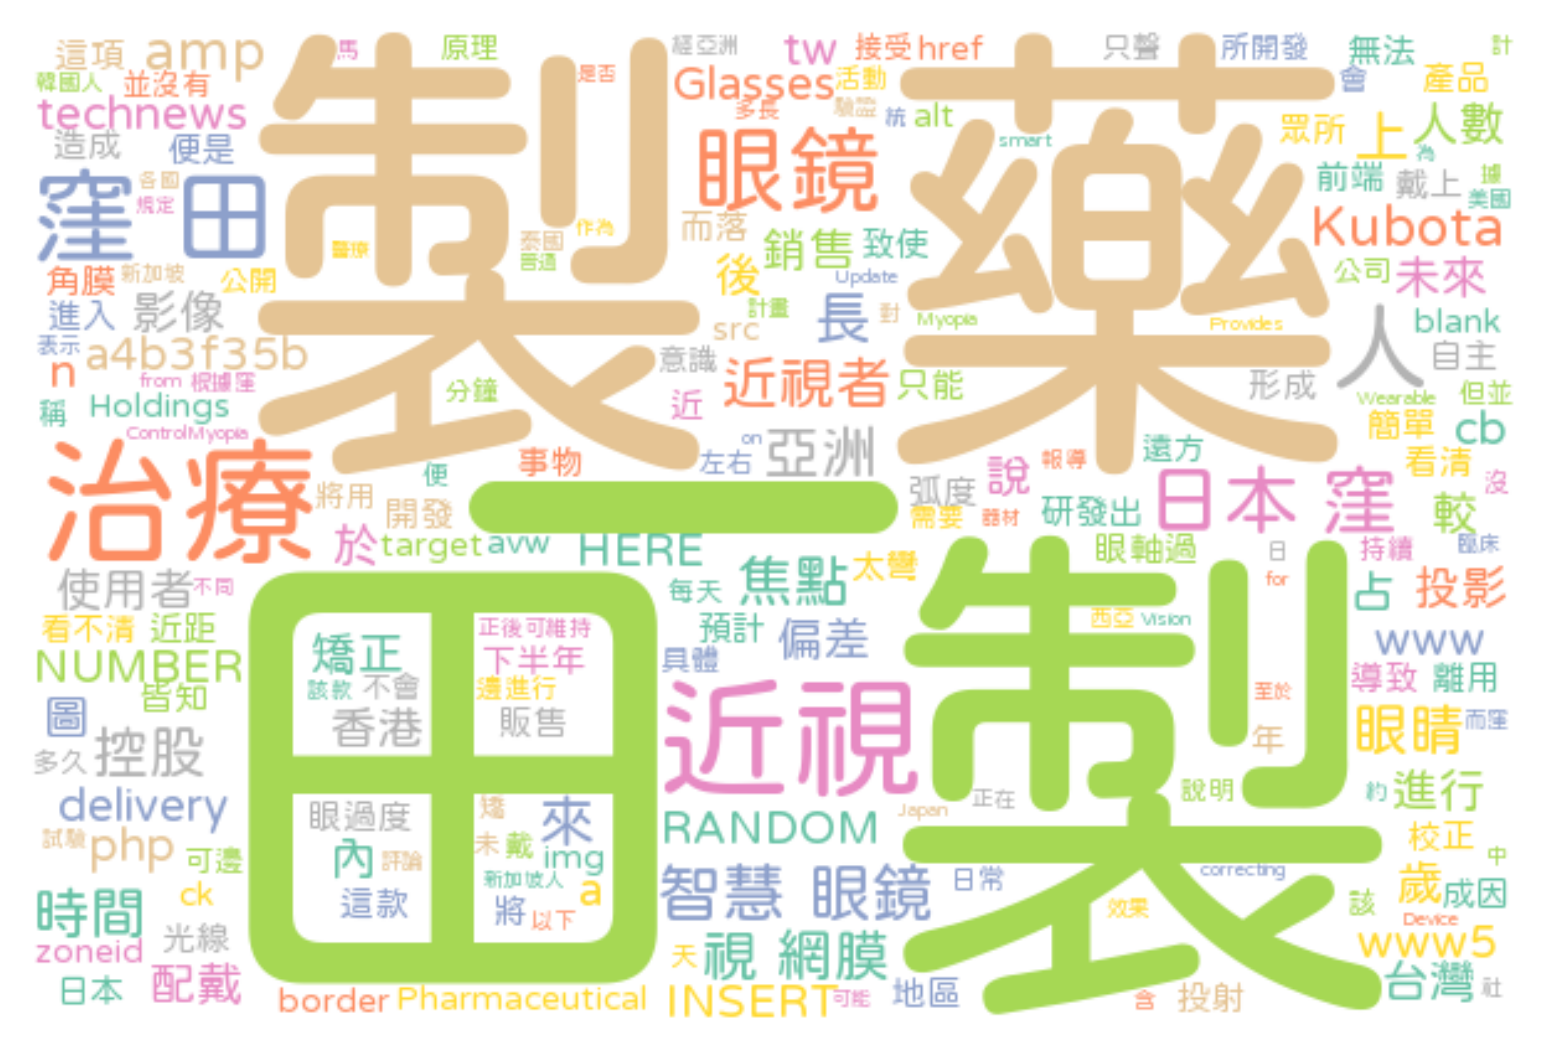 這項 amp 馬 原理 經亞洲 tw 接受 href 只聲 所開發 無法 計
韓國人 並沒有 是否 Glasses 活動 會 產品
technews 製 多長 驗證 統 alt 藥 smart 眾所 上 人數
造成 便是 眼鏡 為
窪 田 各國 規定 前端 戴上 據 美國
醫療 泰國 普通 作為 而落 銷售 致使 Kubota
角膜 新加坡 公開 後 Update 公司 未來
進入 影像 計畫 長 對 Myopia Provides 人 blank
表示 a4b3f35b src 意識 自主
n from 根據窪 分鐘 近視者 只能 形成 Wearable 但並
稱 Holdings 近 簡單 cb
ControlMyopia on
治療 便 事物 左右 亞洲 遠方 看清
將用 一 弧度 說 報導 日本 窪 沒
開發 需要 器材 研發出 較
於 target avw HERE 眼軸過 日 持續 臨床
使用者 不同 每天 焦點 太彎 製 for 占 投影
看不清 近距 田 正後可維持 預計 偏差 西亞 Vision www
NUMBER 矯正 下半年 具體 導致 離用
皆知 該款 不會 邊進行 近視 至於
圖 香港 販售 年 眼睛 而窪
多久 控股
delivery 眼過度 矯 來 正在 說明 約 進行
試驗 php 未 戴 RANDOM Japan 校正
可邊 內 評論 img 中
ck 新加坡人 a 智慧 眼鏡 日常 correcting 歲 成因
時間 這款 將 以下 效果 該 Device
zoneid 光線 天 視 網膜 www5
日本 配戴 台灣 社
border Pharmaceutical INSERT 可能 地區 含 投射